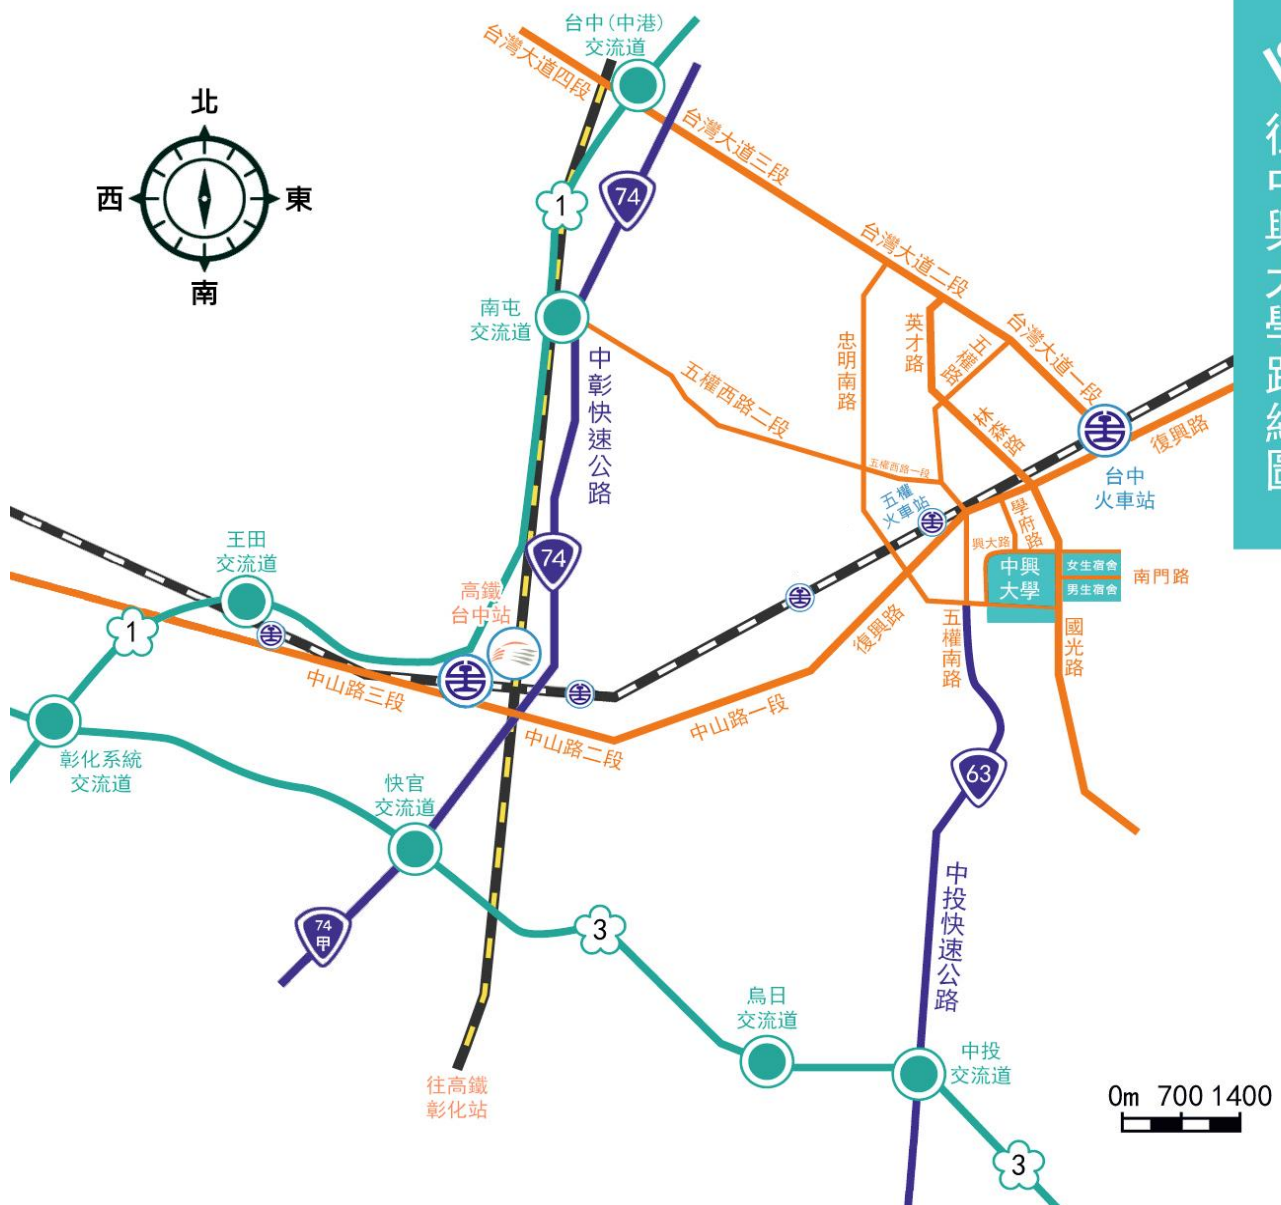 台中(中港)
交流道
台灣大道四段
台灣大道三段
北
西
東
南
74
1
台灣大道二段
南屯
交流道
英才路
五權路
台灣大道一段
忠明南路
中彰快速公路
五權西路二段
林森路
復興路
五權西路一段
台中
火車站
五權
火車站
學府路
興大路
中興
大學
女生宿舍
男生宿舍
南門路
王田
交流道
74
高鐵
台中站
1
復興路
五權南路
國光路
中山路三段
中山路一段
中山路二段
彰化系統
交流道
快官
交流道
63
74
甲
3
中投快速公路
烏日
交流道
中投
交流道
往高鐵
彰化站
0m 700 1400
3
往中興大學路線圖